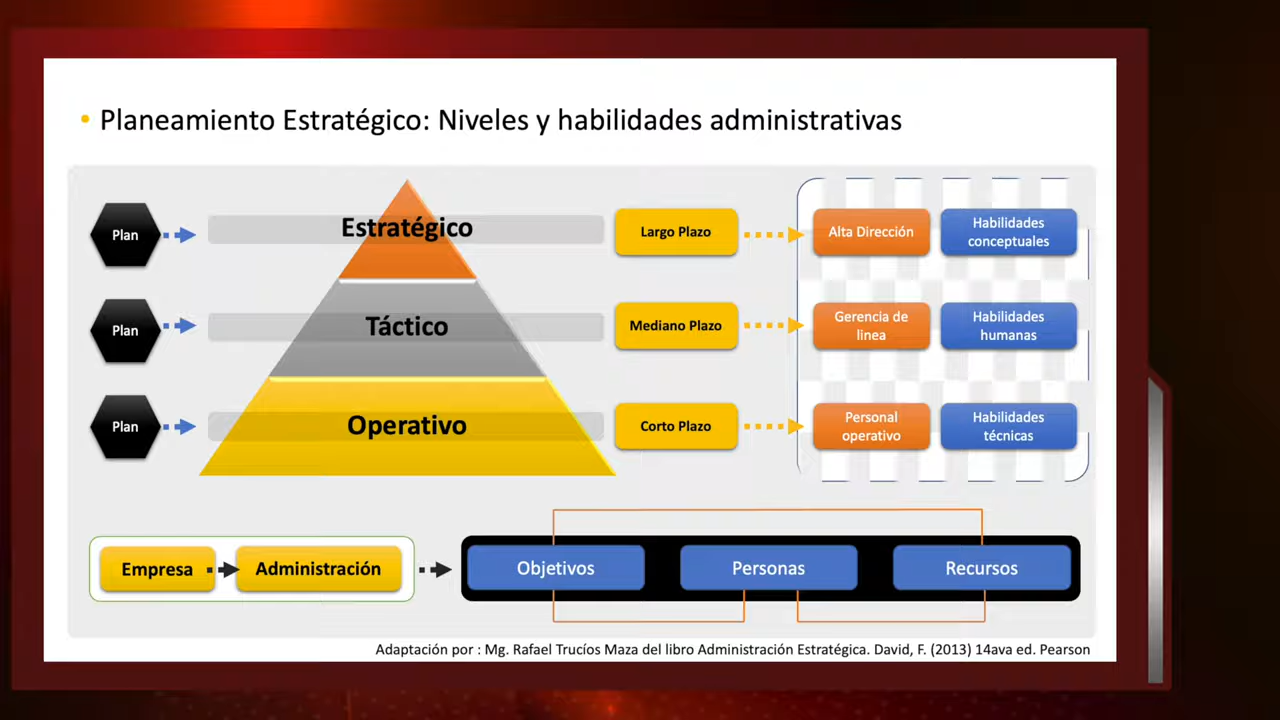 • Planeamiento Estratégico: Niveles y habilidades administrativas
Plan
Estratégico
Largo Plazo
Alta Dirección
Habilidades
conceptuales
Plan
Táctico
Mediano Plazo
Gerencia de
linea
Habilidades
humanas
Plan
Operativo
Corto Plazo
Personal
operativo
Habilidades
técnicas
Empresa
Administración
Objetivos
Personas
Recursos
Adaptación por : Mg. Rafael Trucíos Maza del libro Administración Estratégica. David, F. (2013) 14ava ed. Pearson